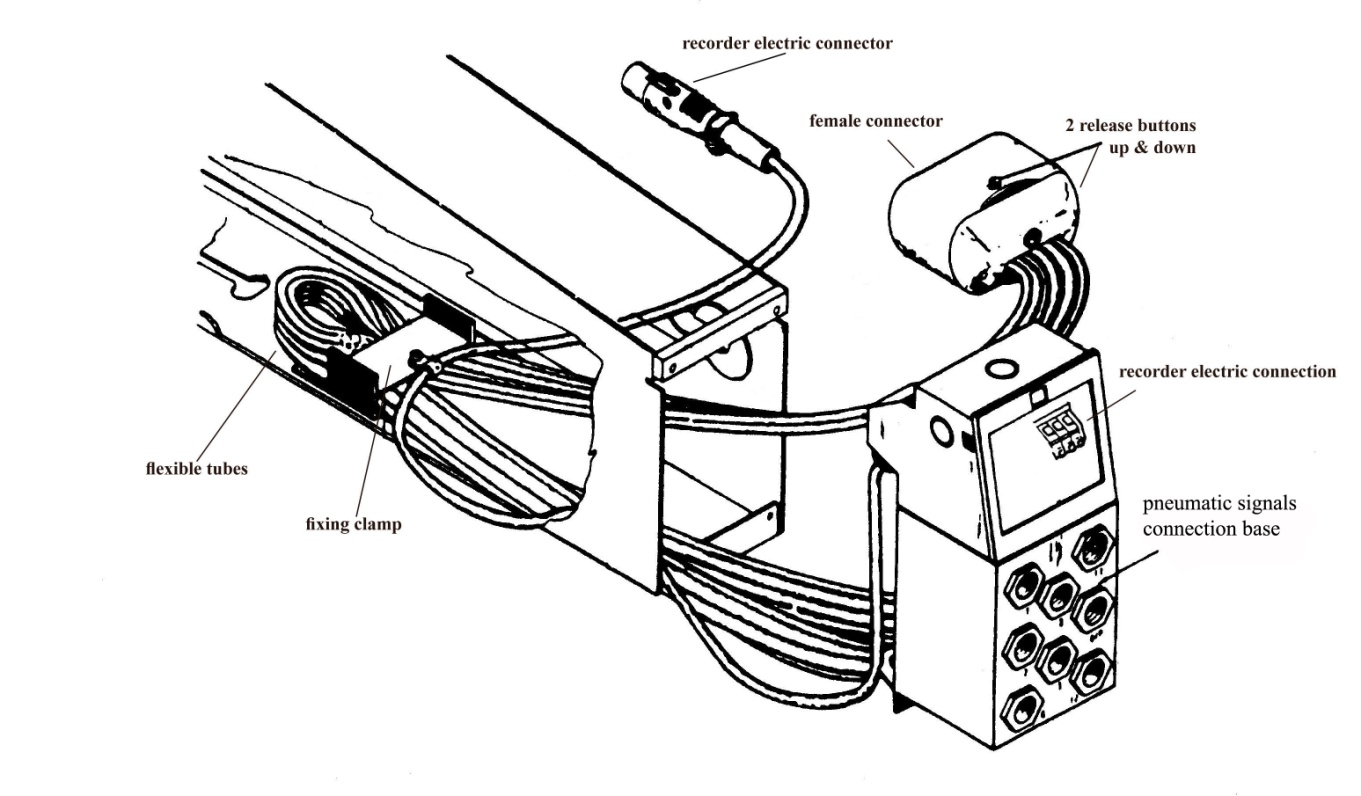 recorder electric connector
female connector
2 release buttons
up & down
recorder electric connection
flexible tubes
fixing clamp
pneumatic signals
connection base